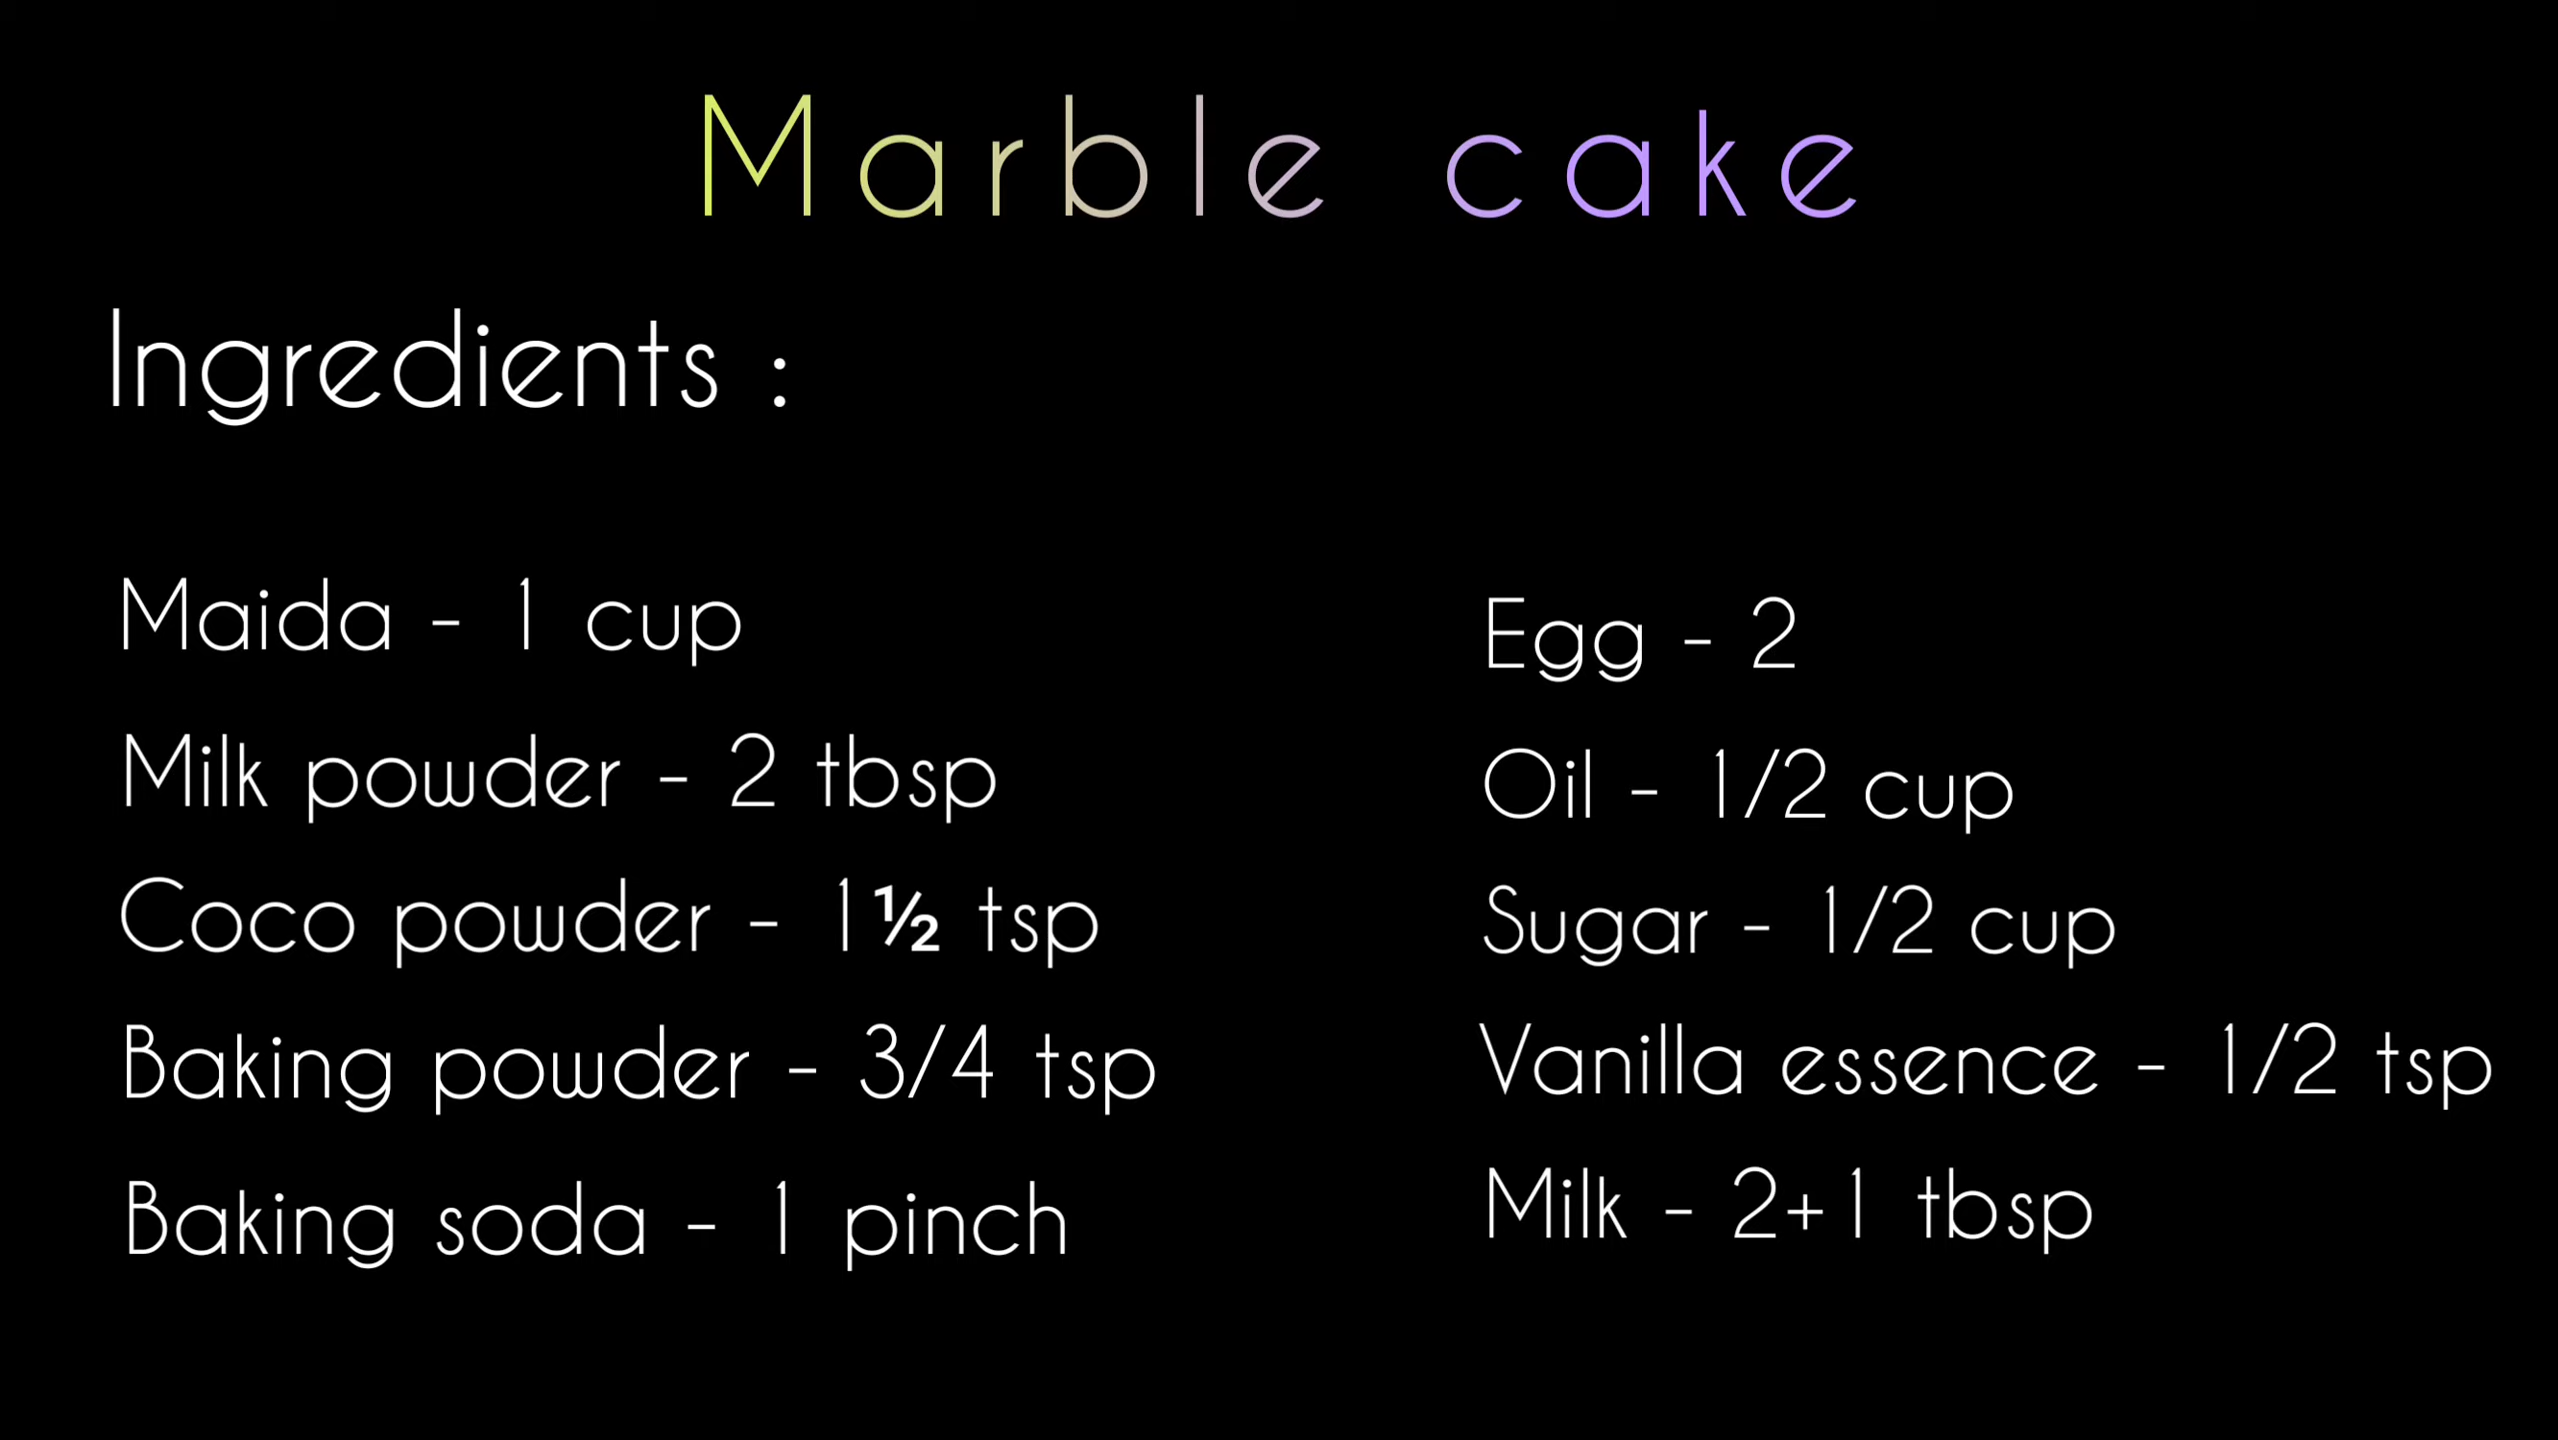 Marble cake
Ingredients :
Maida - 1 cup
Milk powder - 2 tbsp
Coco powder - 1½ tsp
Baking powder - 3/4 tsp
Baking soda - 1 pinch
Egg - 2
Oil - 1/2 cup
Sugar - 1/2 cup
Vanilla essence - 1/2 tsp
Milk - 2+1 tbsp